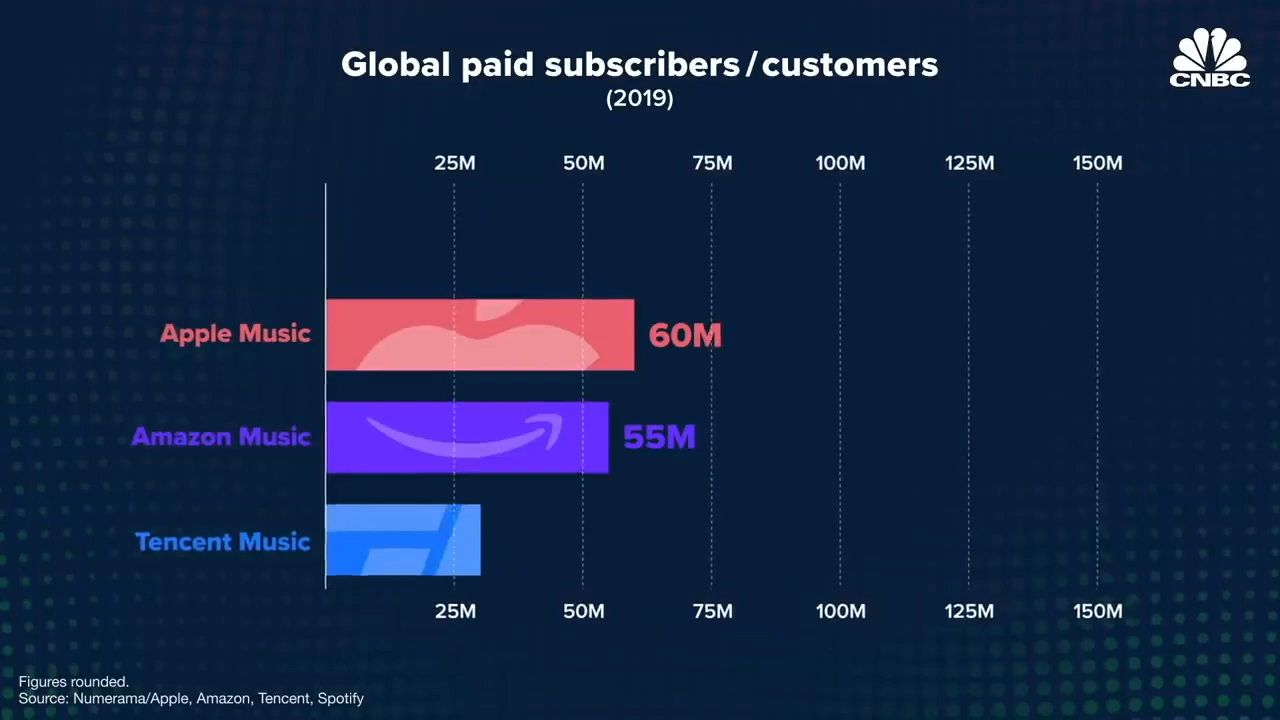 Global paid subscribers/customers
(2019)
CNBC
25M 50M 75M 100M 125M 150M
Apple Music 60M
Amazon Music 55M
Tencent Music
25M 50M 75M 100M 125M 150M
Figures rounded.
Source: Numerama/Apple, Amazon, Tencent, Spotify